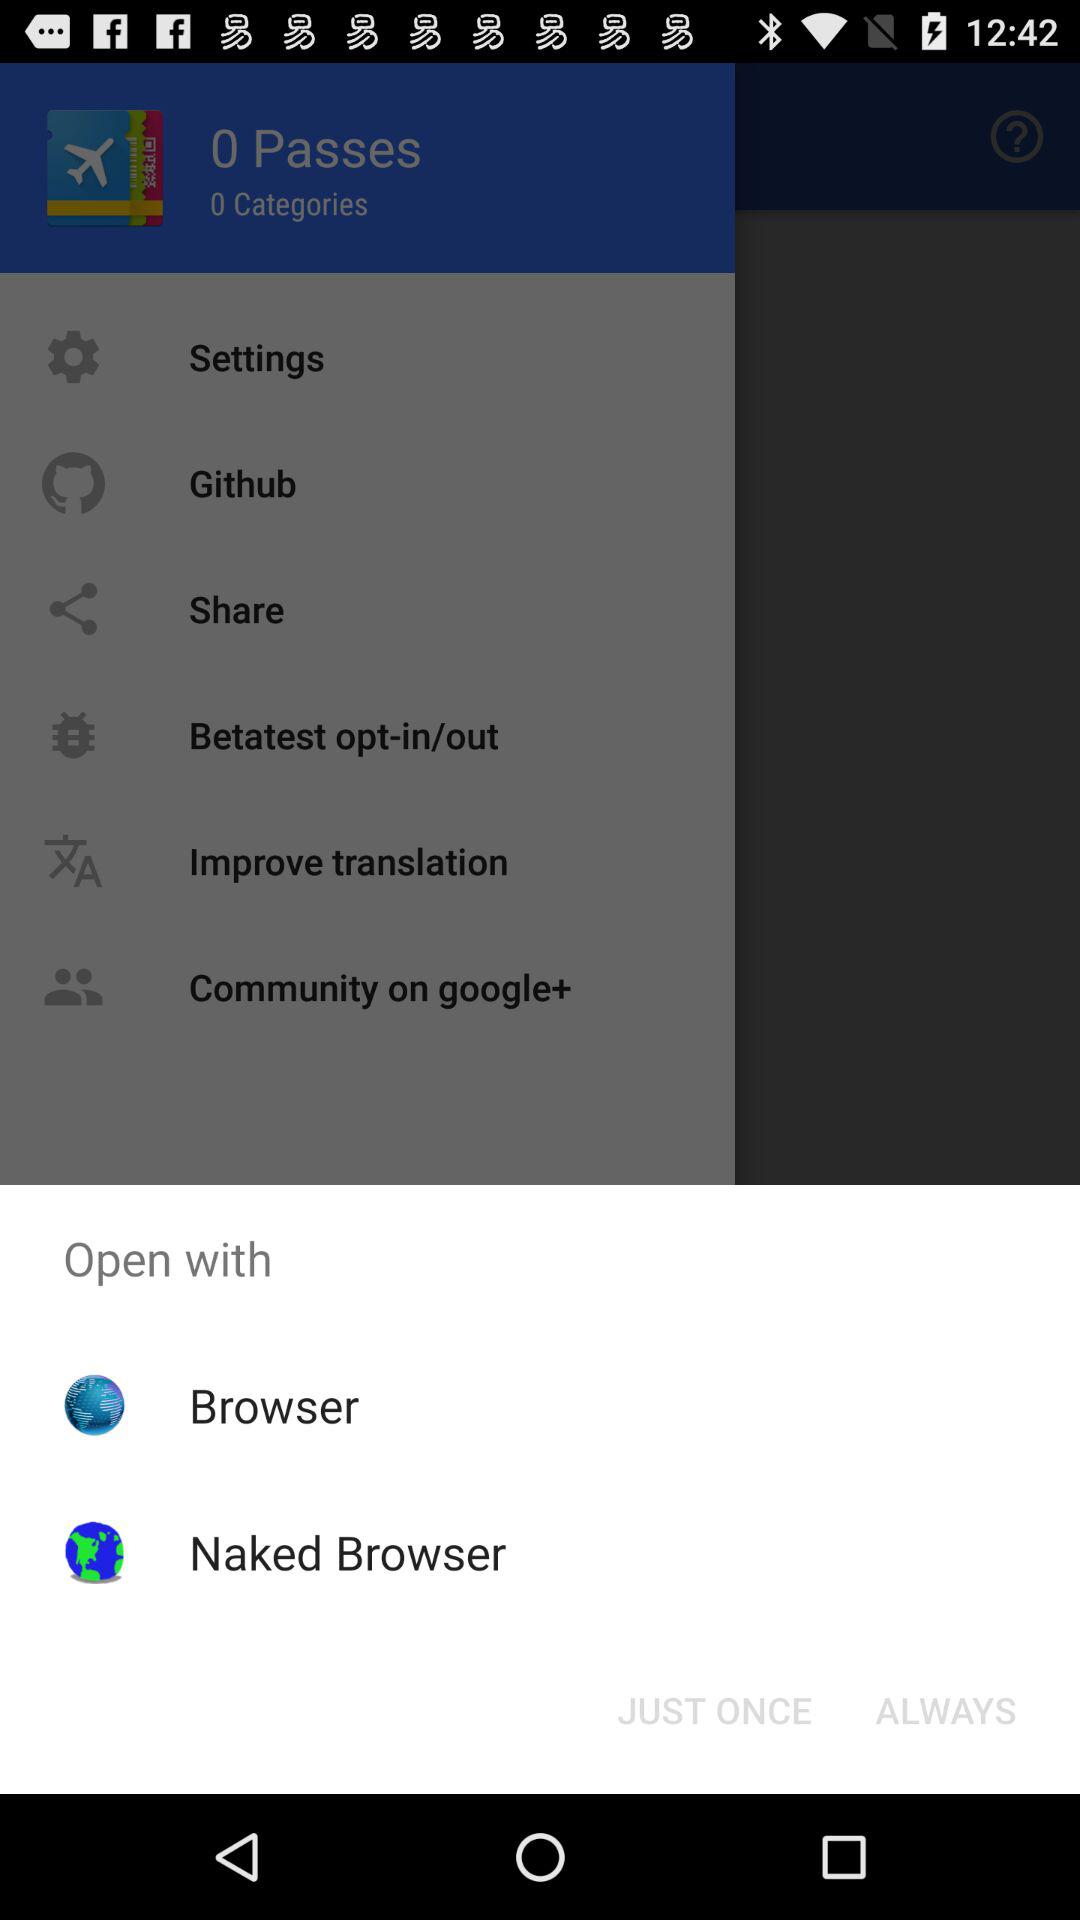 12:42
0 Passes
0 Categories
Settings
Github
Share
Betatest opt-in/out
Improve translation
Community on google+
Open with
Browser
Naked Browser
JUST ONCE ALWAYS